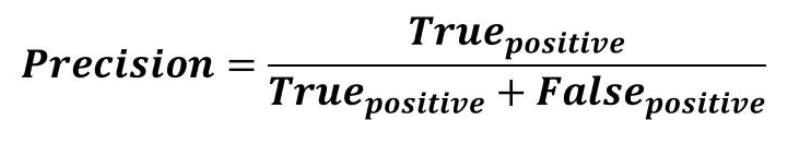 Precision = True_positive / (True_positive + False_positive)